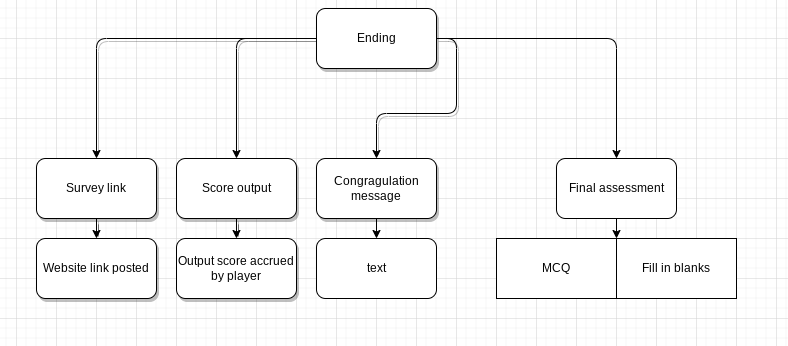 Ending
Survey link
Score output
Congragulation
message
Final assessment
Website link posted
Output score accrued
by player
text
MCQ
Fill in blanks